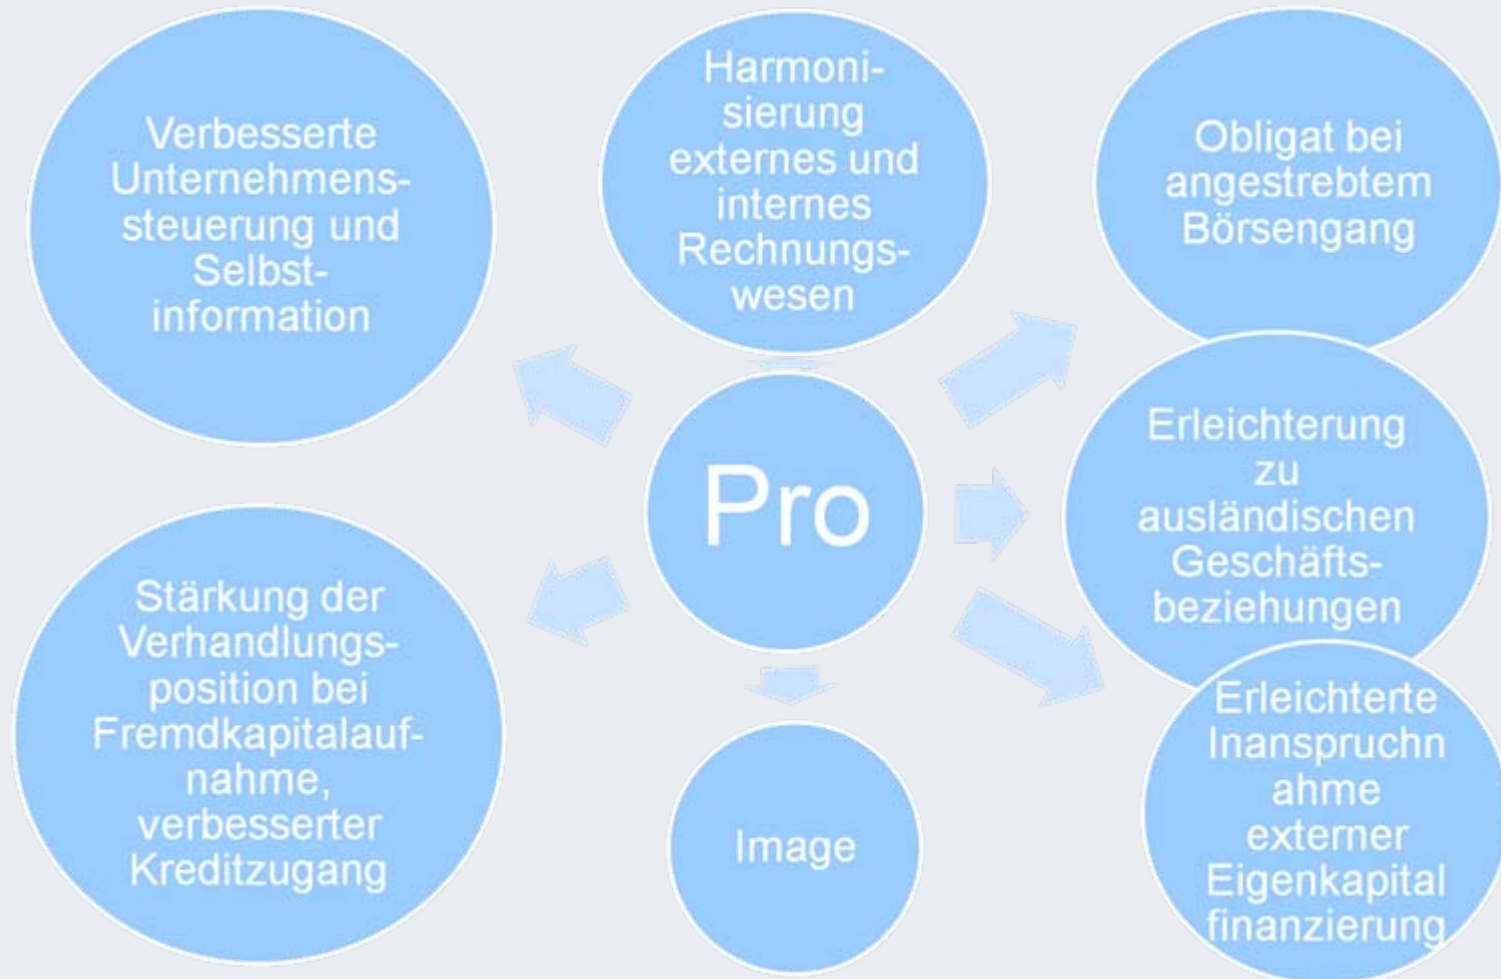 Verbesserte
Unternehmens-
steuerung und
Selbst-
information
Harmoni-
sierung
externes und
internes
Rechnungs-
wesen
Obligat bei
angestrebtem
Börsengang
Pro
Erleichterung
zu
ausländischen
Geschäfts-
beziehungen
Stärkung der
Verhandlungs-
position bei
Fremdkapitalauf-
nahme,
verbesserter
Kreditzugang
Image
Erleichterte
Inanspruchn
ahme
externer
Eigenkapital
finanzierung